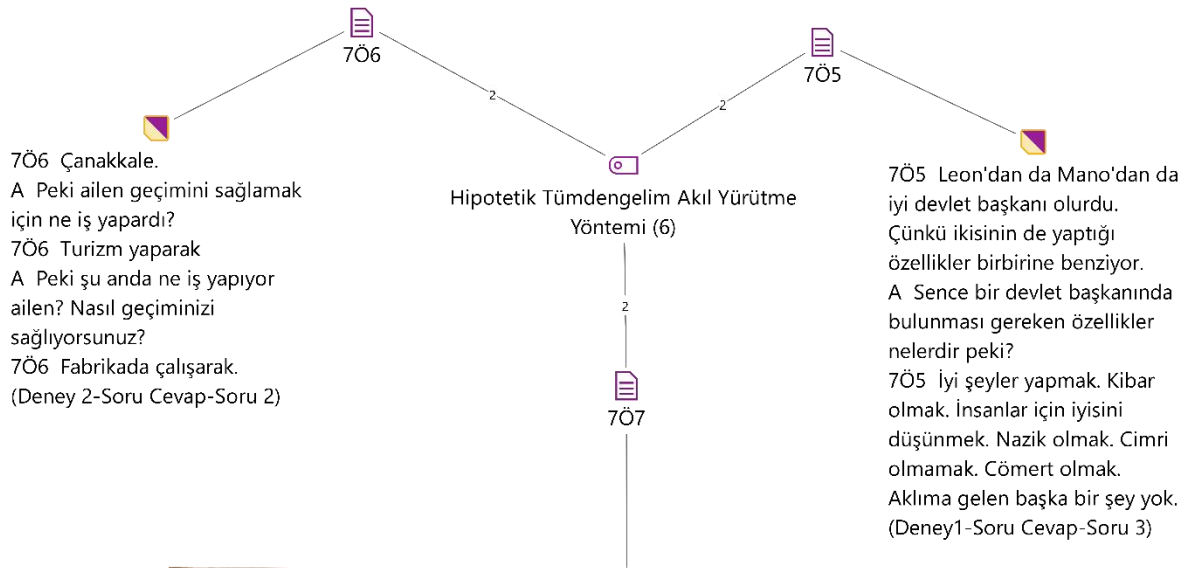 7Ö6
7Ö5
2
2
7Ö6 Çanakkale.
A Peki ailen geçimini sağlamak
için ne iş yapardı?
7Ö6 Turizm yaparak
A Peki şu anda ne iş yapıyor
ailen? Nasıl geçiminizi
sağlıyorsunuz?
7Ö6 Fabrikada çalışarak.
(Deney 2-Soru Cevap-Soru 2)
Hipotetik Tümdengelim Akıl Yürütme
Yöntemi (6)
7Ö5 Leon'dan da Mano'dan da
iyi devlet başkanı olurdu.
Çünkü ikisinin de yaptığı
özellikler birbirine benziyor.
A Sence bir devlet başkanında
bulunması gereken özellikler
nelerdir peki?
7Ö5 İyi şeyler yapmak. Kibar
olmak. İnsanlar için iyisini
düşünmek. Nazik olmak. Cimri
olmamak. Cömert olmak.
Aklıma gelen başka bir şey yok.
(Deney1-Soru Cevap-Soru 3)
2
7Ö7